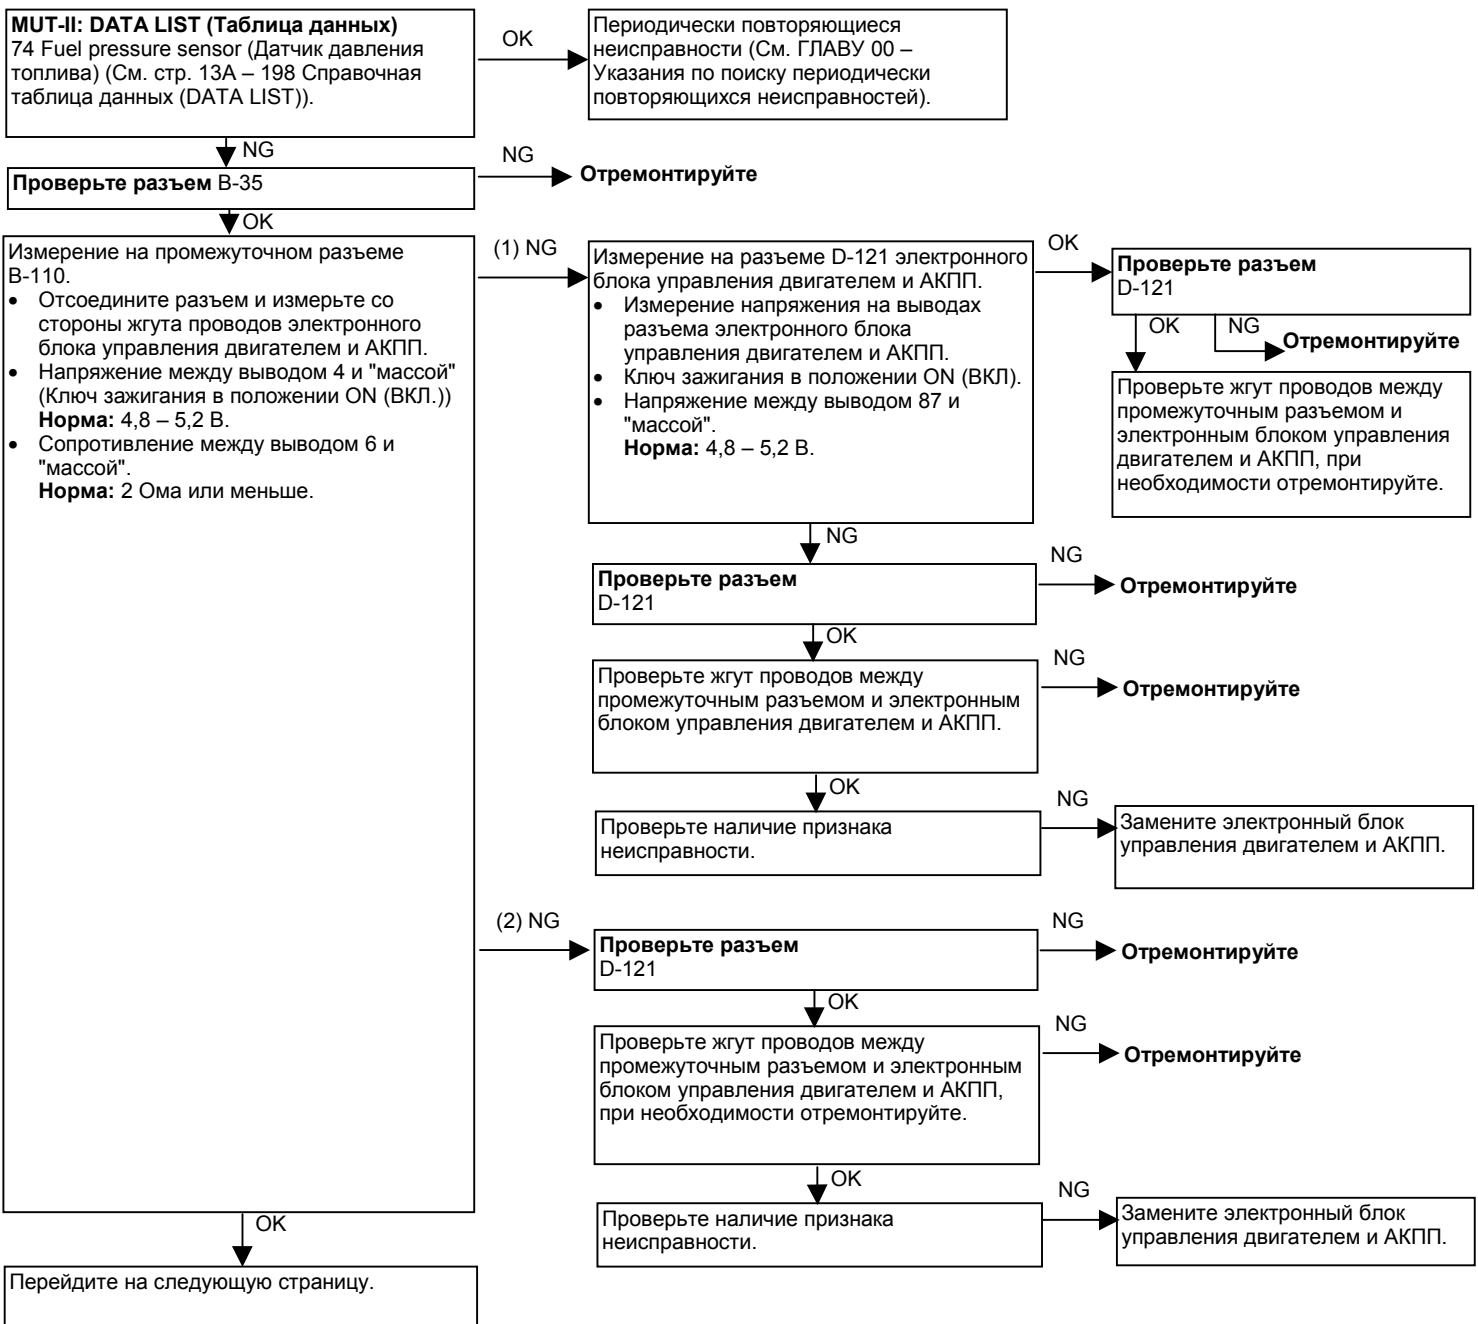 MUT-II: DATA LIST (Таблица данных)
74 Fuel pressure sensor (Датчик давления
топлива) (См. стр. 13A – 198 Справочная
таблица данных (DATA LIST)).
OK
Периодически повторяющиеся
неисправности (См. ГЛАВУ 00 –
Указания по поиску периодически
повторяющихся неисправностей).
NG
Проверьте разъем B-35
NG
Отремонтируйте
OK
Измерение на промежуточном разъеме
B-110.
• Отсоедините разъем и измерьте со
стороны жгута проводов электронного
блока управления двигателем и АКПП.
• Напряжение между выводом 4 и "массой"
(Ключ зажигания в положении ON (ВКЛ.))
Норма: 4,8 – 5,2 В.
• Сопротивление между выводом 6 и
"массой".
Норма: 2 Ома или меньше.
(1) NG
Измерение на разъеме D-121 электронного
блока управления двигателем и АКПП.
• Измерение напряжения на выводах
разъема электронного блока
управления двигателем и АКПП.
• Ключ зажигания в положении ON (ВКЛ).
• Напряжение между выводом 87 и
"массой".
Норма: 4,8 – 5,2 В.
OK
Проверьте разъем
D-121
OK
NG
Отремонтируйте
Проверьте жгут проводов между
промежуточным разъемом и
электронным блоком управления
двигателем и АКПП, при
необходимости отремонтируйте.
NG
Проверьте разъем
D-121
NG
Отремонтируйте
OK
Проверьте жгут проводов между
промежуточным разъемом и электронным
блоком управления двигателем и АКПП.
NG
Отремонтируйте
OK
Проверьте наличие признака
неисправности.
NG
Замените электронный блок
управления двигателем и АКПП.
(2) NG
Проверьте разъем
D-121
NG
Отремонтируйте
OK
Проверьте жгут проводов между
промежуточным разъемом и электронным
блоком управления двигателем и АКПП,
при необходимости отремонтируйте.
NG
Отремонтируйте
OK
Проверьте наличие признака
неисправности.
NG
Замените электронный блок
управления двигателем и АКПП.
OK
Перейдите на следующую страницу.